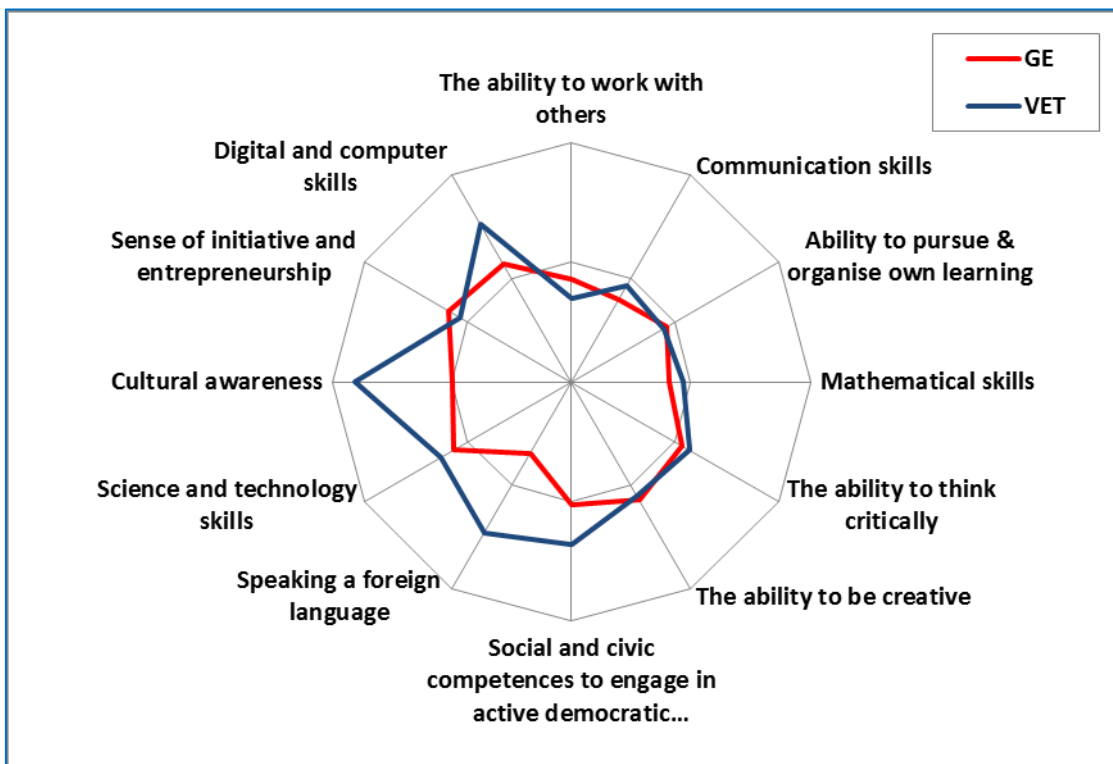 GE
VET
The ability to work with
others
Communication skills
Ability to pursue &
organise own learning
Mathematical skills
The ability to think
critically
The ability to be creative
Social and civic
competences to engage in
active democratic...
Speaking a foreign
language
Science and technology
skills
Cultural awareness
Sense of initiative and
entrepreneurship
Digital and computer
skills